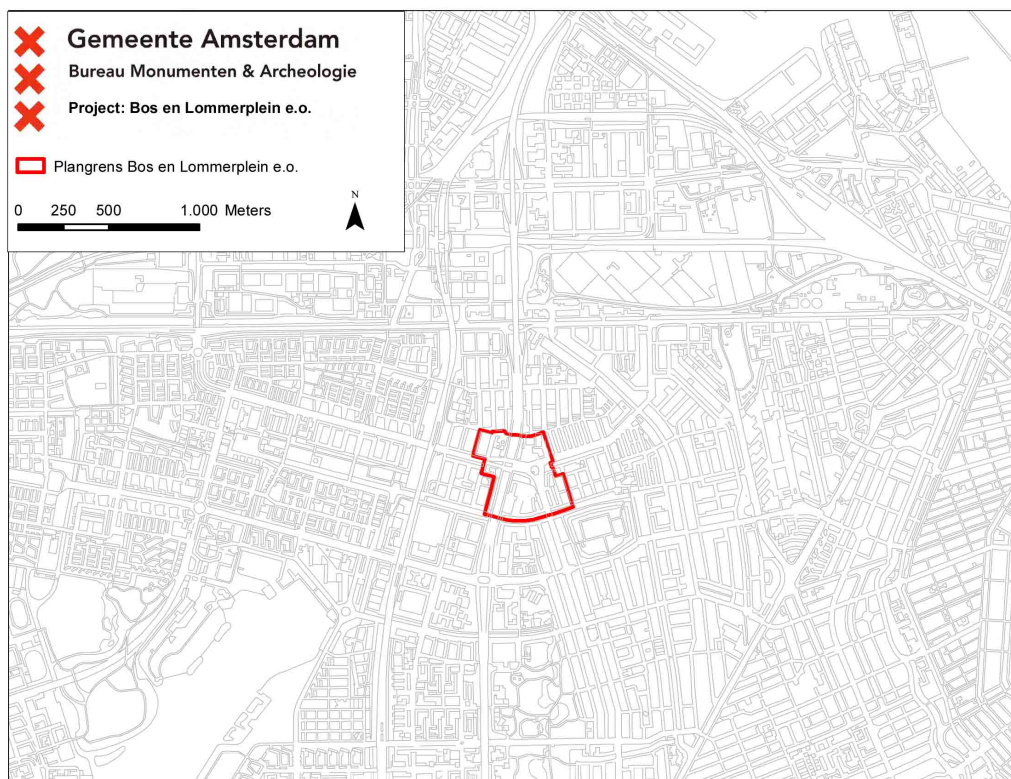 Gemeente Amsterdam
Bureau Monumenten & Archeologie
Project: Bos en Lommerplein e.o.
Plangrens Bos en Lommerplein e.o.
N
0 250 500 1.000 Meters